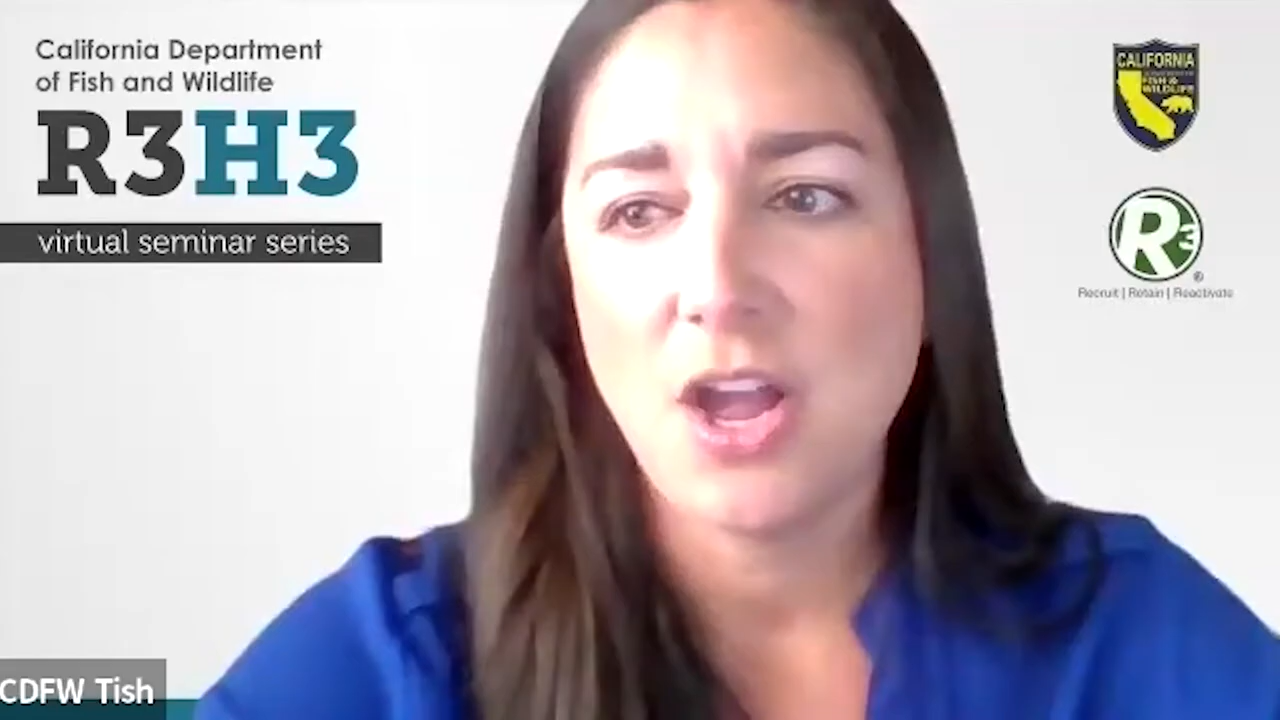 California Department
of Fish and Wildlife
R3H3
virtual seminar series
CALIFORNIA
FISH &
WILDLIFE
R3
®
Recruit | Retain | Reactivate
CDFW Tish